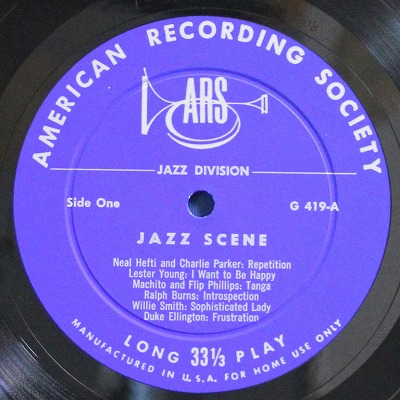 AMERICAN RECORDING SOCIETY
ARS
JAZZ DIVISION
Side One
G 419-A
JAZZ SCENE
Neal Hefti and Charlie Parker: Repetition
Lester Young: I Want to Be Happy
Machito and Flip Phillips: Tanga
Ralph Burns: Introspection
Willie Smith: Sophisticated Lady
Duke Ellington: Frustration
LONG 33⅓ PLAY
MANUFACTURED IN U.S.A. FOR HOME USE ONLY